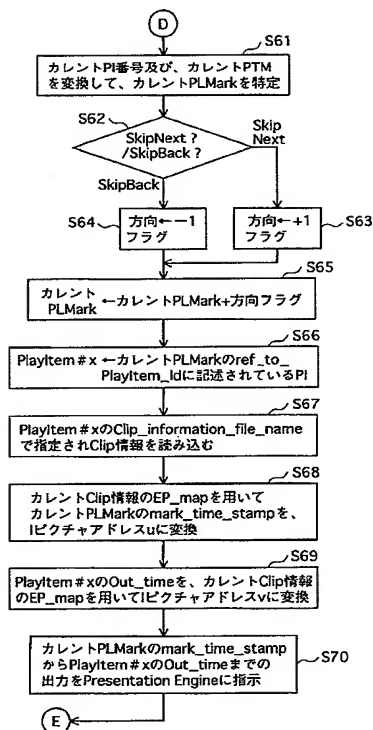 D
S61
カレントPI番号及び、カレントPTM
を変換して、カレントPLMarkを特定
S62
SkipNext ?
/SkipBack ?
Skip
Next
SkipBack
S64
方向←−1
フラグ
方向←+1
フラグ
S63
S65
カレント ←カレントPLMark+方向フラグ
PLMark
S66
PlayItem#x ←カレントPLMarkのref_to_
PlayItem_Idに記述されているPI
S67
PlayItem#xのClip_information_file_name
で指定されClip情報を読み込む
S68
カレントClip情報のEP_mapを用いて
カレントPLMarkのmark_time_stampを、
Iピクチャアドレスuに変換
S69
PlayItem#xのOut_timeを、カレントClip情報
のEP_mapを用いてIピクチャアドレスvに変換
S70
カレントPLMarkのmark_time_stamp
からPlayItem#xのOut_timeまでの
出力をPresentation Engineに指示
E